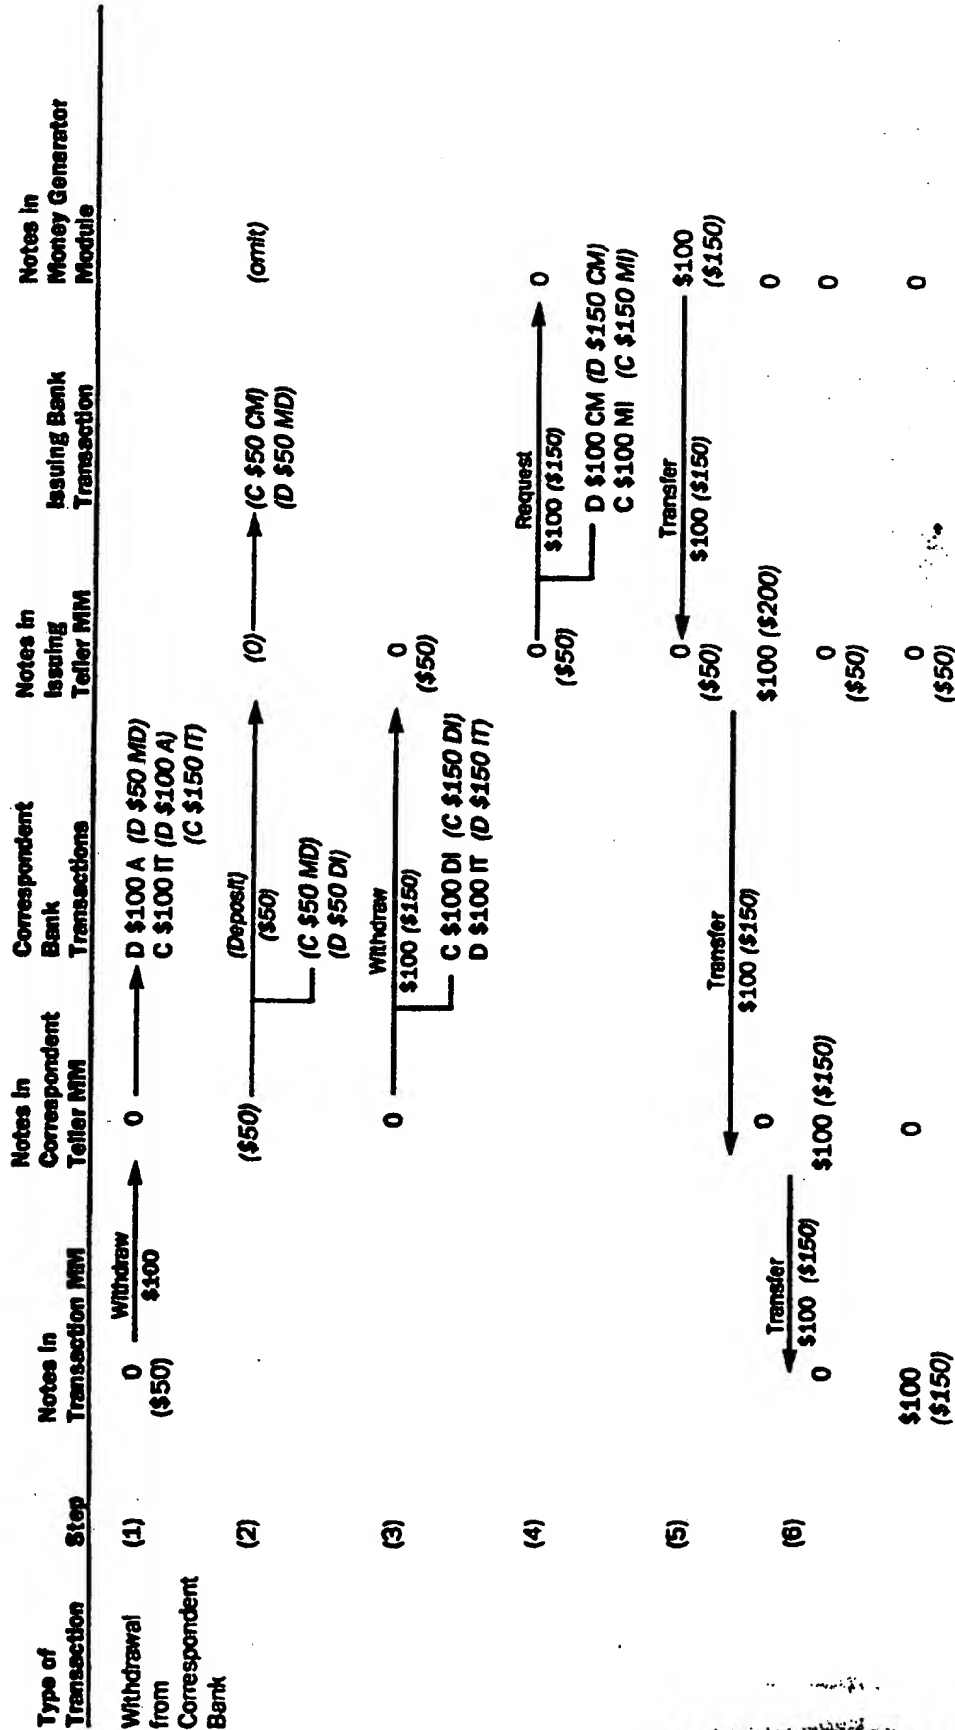 Type of
Transaction
Step
Notes in
Transaction MM
Notes in
Correspondent
Teller MM
Correspondent
Bank
Transactions
Notes in
Issuing
Teller MM
Issuing Bank
Transaction
Notes in
Money Generator
Module
Withdrawal
from
Correspondent
Bank
(1)
0
($50)
Withdraw
$100
0
D $100 A (D $50 MD)
C $100 IT (D $100 A)
(C $150 IT)
(2)
($50)
(Deposit)
($50)
(C $50 MD)
(D $50 DI)
(0)
(C $50 CM)
(D $50 MD)
(omit)
(3)
0
Withdraw
$100 ($150)
C $100 DI (C $150 DI)
D $100 IT (D $150 IT)
0
($50)
(4)
0
($50)
Request
$100 ($150)
D $100 CM (D $150 CM)
C $100 MI (C $150 MI)
0
(5)
0
($50)
Transfer
$100 ($150)
$100
($150)
Transfer
$100 ($150)
0
$100 ($200)
0
(6)
Transfer
$100 ($150)
0
$100 ($150)
0
($50)
0
$100
($150)
0
0
($50)
0